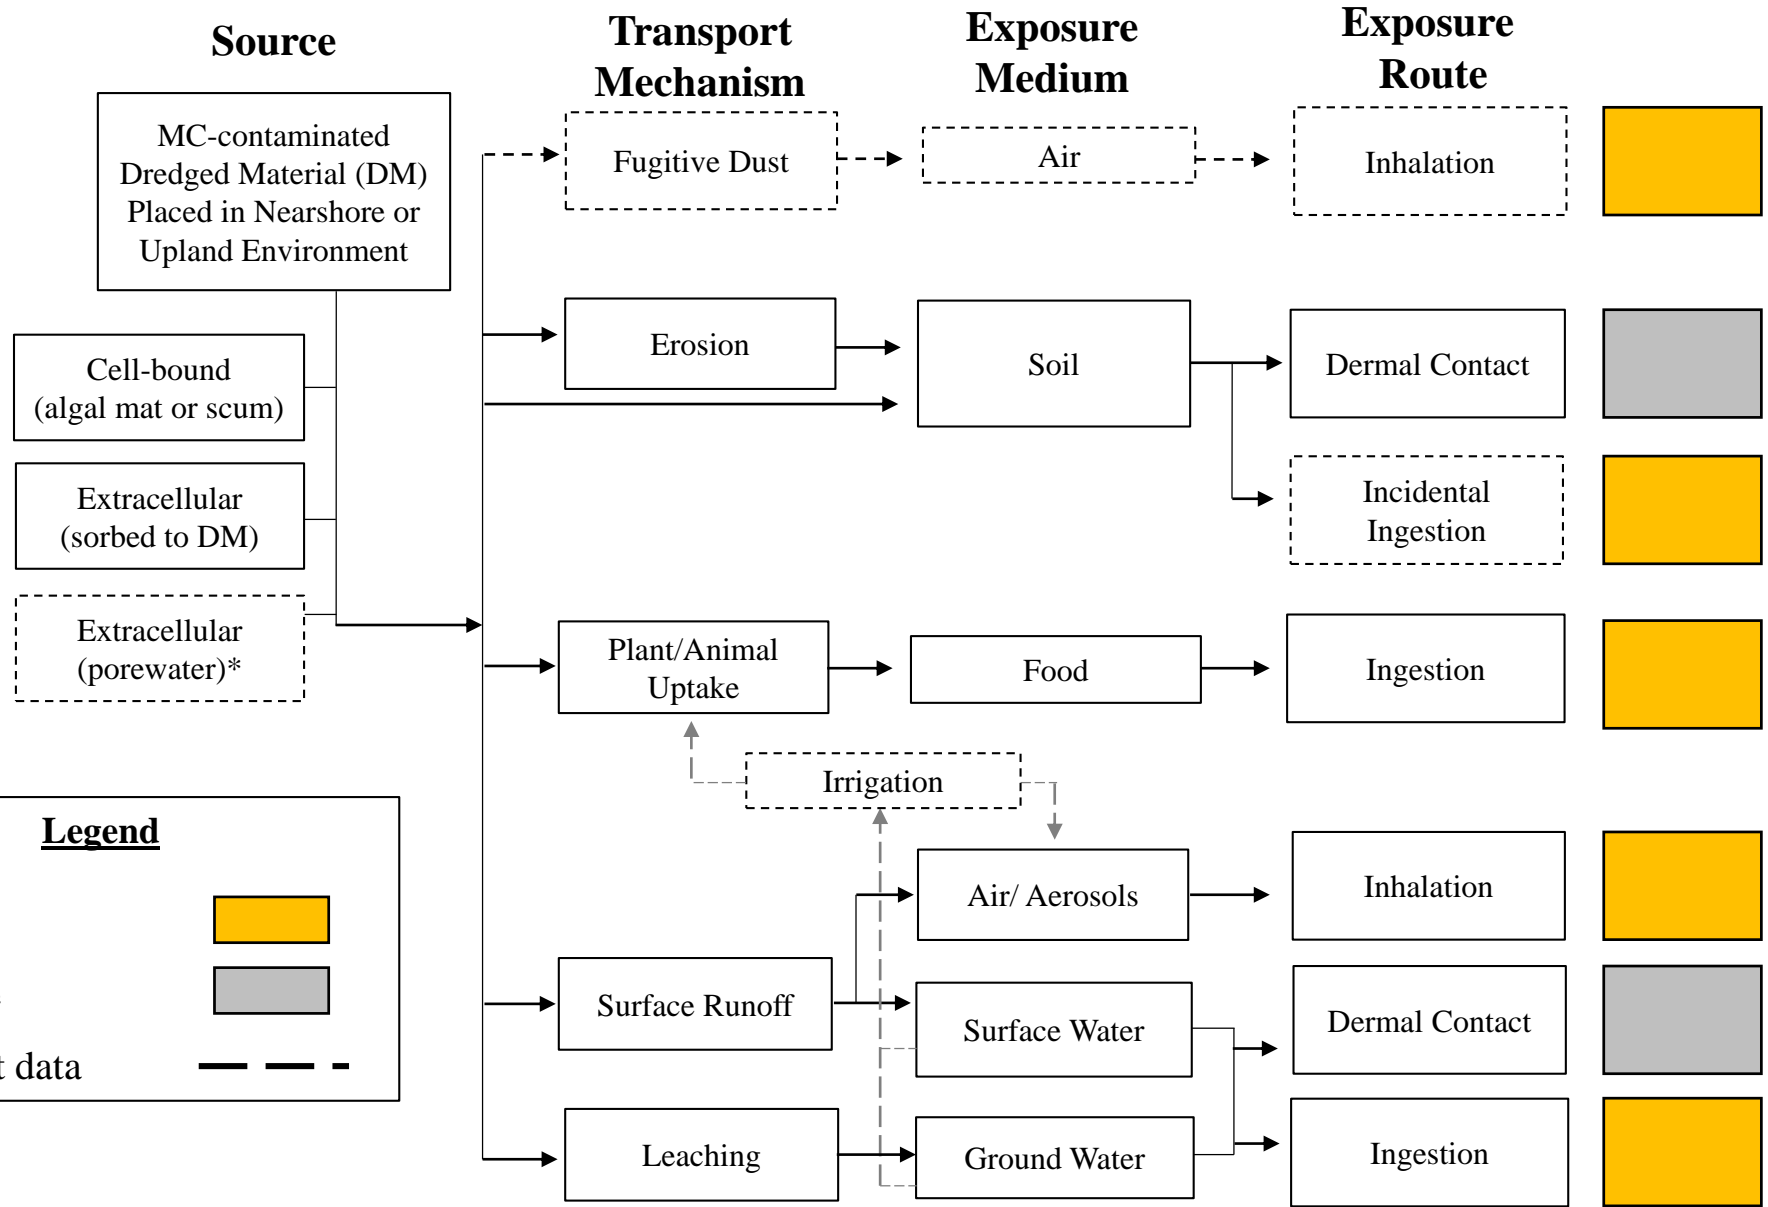 Source
Transport
Mechanism
Exposure
Medium
Exposure
Route
MC-contaminated
Dredged Material (DM)
Placed in Nearshore or
Upland Environment
Cell-bound
(algal mat or scum)
Extracellular
(sorbed to DM)
Extracellular
(porewater)*
Fugitive Dust
Air
Inhalation
Erosion
Soil
Dermal Contact
Incidental
Ingestion
Plant/Animal
Uptake
Food
Ingestion
Irrigation
Air/ Aerosols
Inhalation
Surface Runoff
Surface Water
Dermal Contact
Leaching
Ground Water
Ingestion
Legend
data